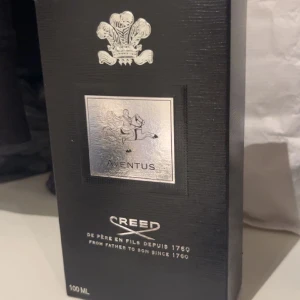 AVENTUS
CREED
DE PÈRE EN FILS DEPUIS 1760
FROM FATHER TO SON SINCE 1760
100 ML